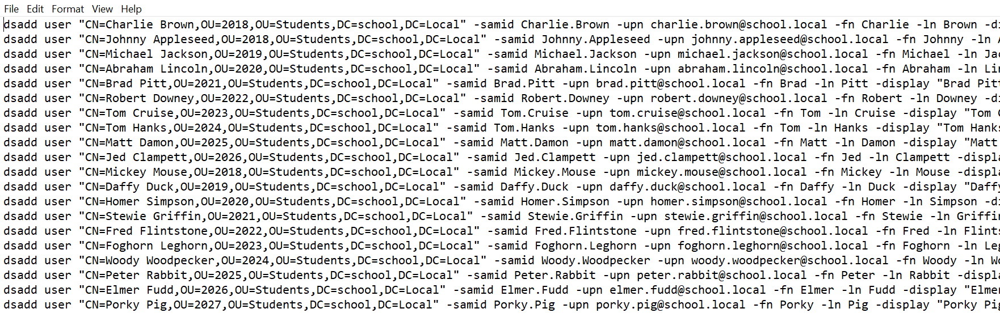 File Edit Format View Help
dsadd user "CN=Charlie Brown,OU=2018,OU=Students,DC=school,DC=Local" -samid Charlie.Brown -upn charlie.brown@school.local -fn Charlie -ln Brown
dsadd user "CN=Johnny Appleseed,OU=2018,OU=Students,DC=school,DC=Local" -samid Johnny.Appleseed -upn johnny.appleseed@school.local -fn Johnny -ln
dsadd user "CN=Michael Jackson,OU=2019,OU=Students,DC=school,DC=Local" -samid Michael.Jackson -upn michael.jackson@school.local -fn Michael -ln Jac
dsadd user "CN=Abraham Lincoln,OU=2020,OU=Students,DC=school,DC=Local" -samid Abraham.Lincoln -upn abraham.lincoln@school.local -fn Abraham -ln Lin
dsadd user "CN=Brad Pitt,OU=2021,OU=Students,DC=school,DC=Local" -samid Brad.Pitt -upn brad.pitt@school.local -fn Brad -ln Pitt -display "Brad Pitt
dsadd user "CN=Robert Downey,OU=2022,OU=Students,DC=school,DC=Local" -samid Robert.Downey -upn robert.downey@school.local -fn Robert -ln Downey
dsadd user "CN=Tom Cruise,OU=2023,OU=Students,DC=school,DC=Local" -samid Tom.Cruise -upn tom.cruise@school.local -fn Tom -ln Cruise -display "Tom
dsadd user "CN=Tom Hanks,OU=2024,OU=Students,DC=school,DC=Local" -samid Tom.Hanks -upn tom.hanks@school.local -fn Tom -ln Hanks -display "Tom Hanks
dsadd user "CN=Matt Damon,OU=2025,OU=Students,DC=school,DC=Local" -samid Matt.Damon -upn matt.damon@school.local -fn Matt -ln Damon -display "Matt
dsadd user "CN=Jed Clampett,OU=2026,OU=Students,DC=school,DC=Local" -samid Jed.Clampett -upn jed.clampett@school.local -fn Jed -ln Clampett -displa
dsadd user "CN=Mickey Mouse,OU=2018,OU=Students,DC=school,DC=Local" -samid Mickey.Mouse -upn mickey.mouse@school.local -fn Mickey -ln Mouse -displa
dsadd user "CN=Daffy Duck,OU=2019,OU=Students,DC=school,DC=Local" -samid Daffy.Duck -upn daffy.duck@school.local -fn Daffy -ln Duck -display "Daffy
dsadd user "CN=Homer Simpson,OU=2020,OU=Students,DC=school,DC=Local" -samid Homer.Simpson -upn homer.simpson@school.local -fn Homer -ln Simpson
dsadd user "CN=Stewie Griffin,OU=2021,OU=Students,DC=school,DC=Local" -samid Stewie.Griffin -upn stewie.griffin@school.local -fn Stewie -ln Griffin
dsadd user "CN=Fred Flintstone,OU=2022,OU=Students,DC=school,DC=Local" -samid Fred.Flintstone -upn fred.flintstone@school.local -fn Fred -ln Flints
dsadd user "CN=Foghorn Leghorn,OU=2023,OU=Students,DC=school,DC=Local" -samid Foghorn.Leghorn -upn foghorn.leghorn@school.local -fn Foghorn -ln Leg
dsadd user "CN=Woody Woodpecker,OU=2024,OU=Students,DC=school,DC=Local" -samid Woody.Woodpecker -upn woody.woodpecker@school.local -fn Woody -ln Wo
dsadd user "CN=Peter Rabbit,OU=2025,OU=Students,DC=school,DC=Local" -samid Peter.Rabbit -upn peter.rabbit@school.local -fn Peter -ln Rabbit -displa
dsadd user "CN=Elmer Fudd,OU=2026,OU=Students,DC=school,DC=Local" -samid Elmer.Fudd -upn elmer.fudd@school.local -fn Elmer -ln Fudd -display "Elmer
dsadd user "CN=Porky Pig,OU=2027,OU=Students,DC=school,DC=Local" -samid Porky.Pig -upn porky.pig@school.local -fn Porky -ln Pig -display "Porky Pig